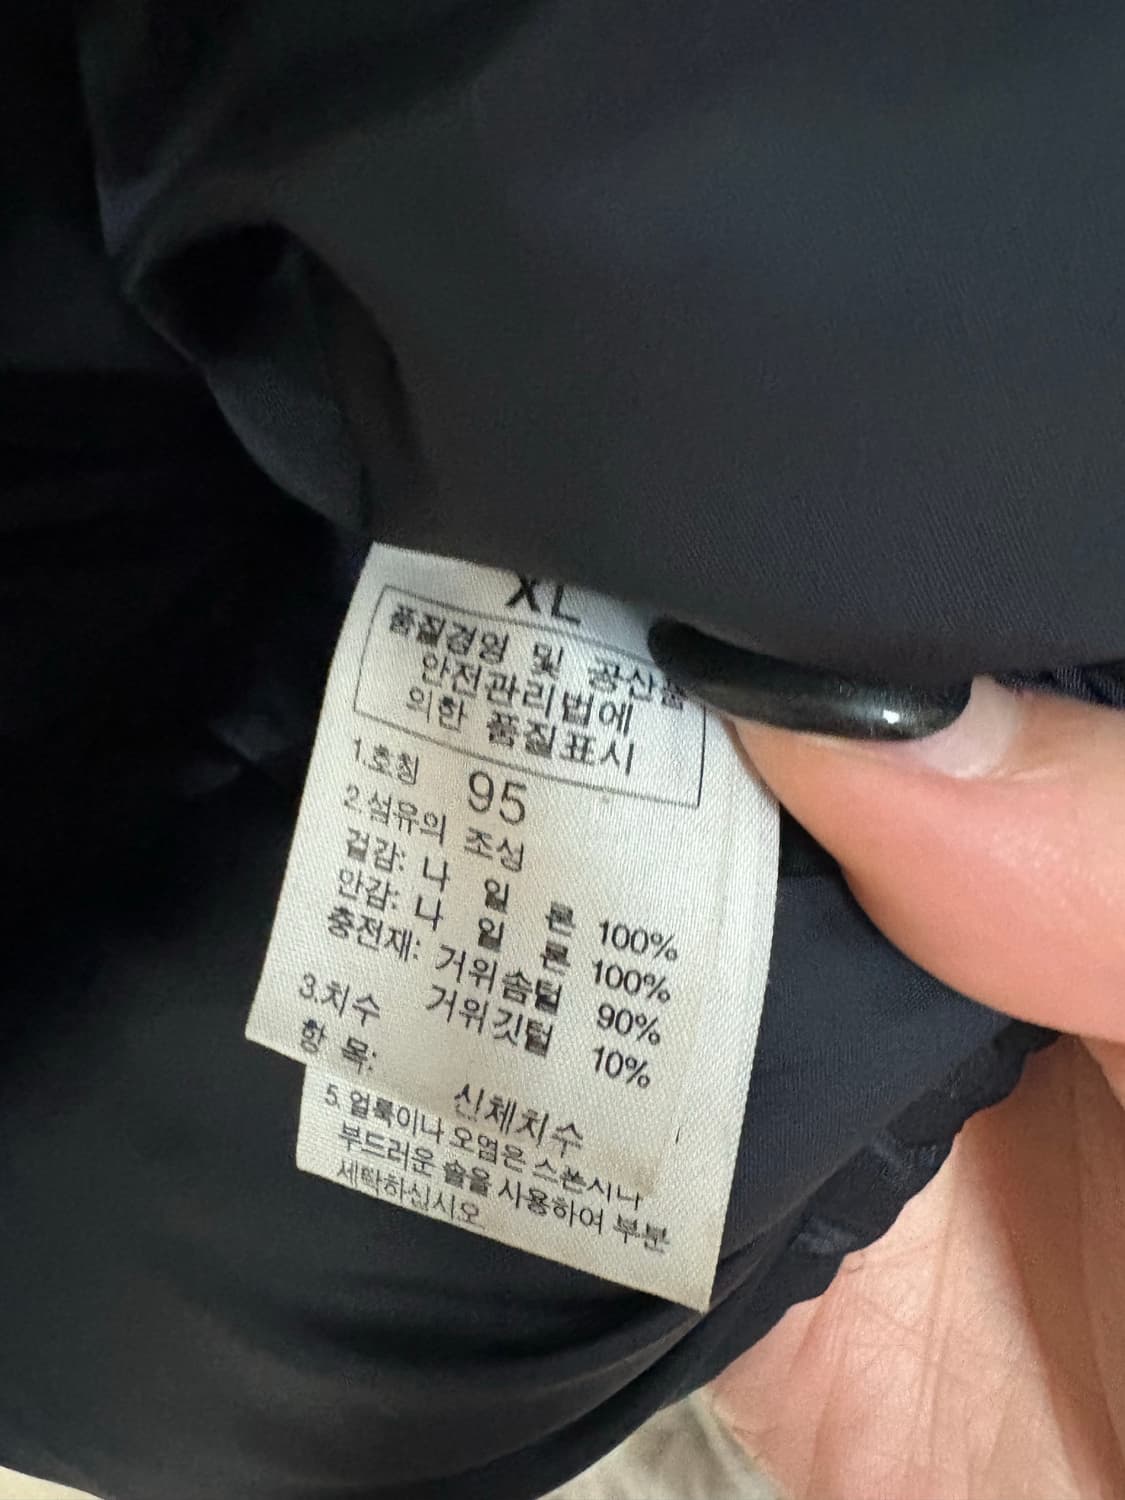 XL
품질경영 및 공산품
안전관리법에
의한 품질표시
1.호칭 95
2.섬유의 조성
겉감: 나 일 론 100%
안감: 나 일 론 100%
충전재: 거위솜털 90%
거위깃털 10%
3.치수
항 목: 신체치수
5. 얼룩이나 오염은 스폰지나
부드러운 솔을 사용하여 부분
세탁하십시오